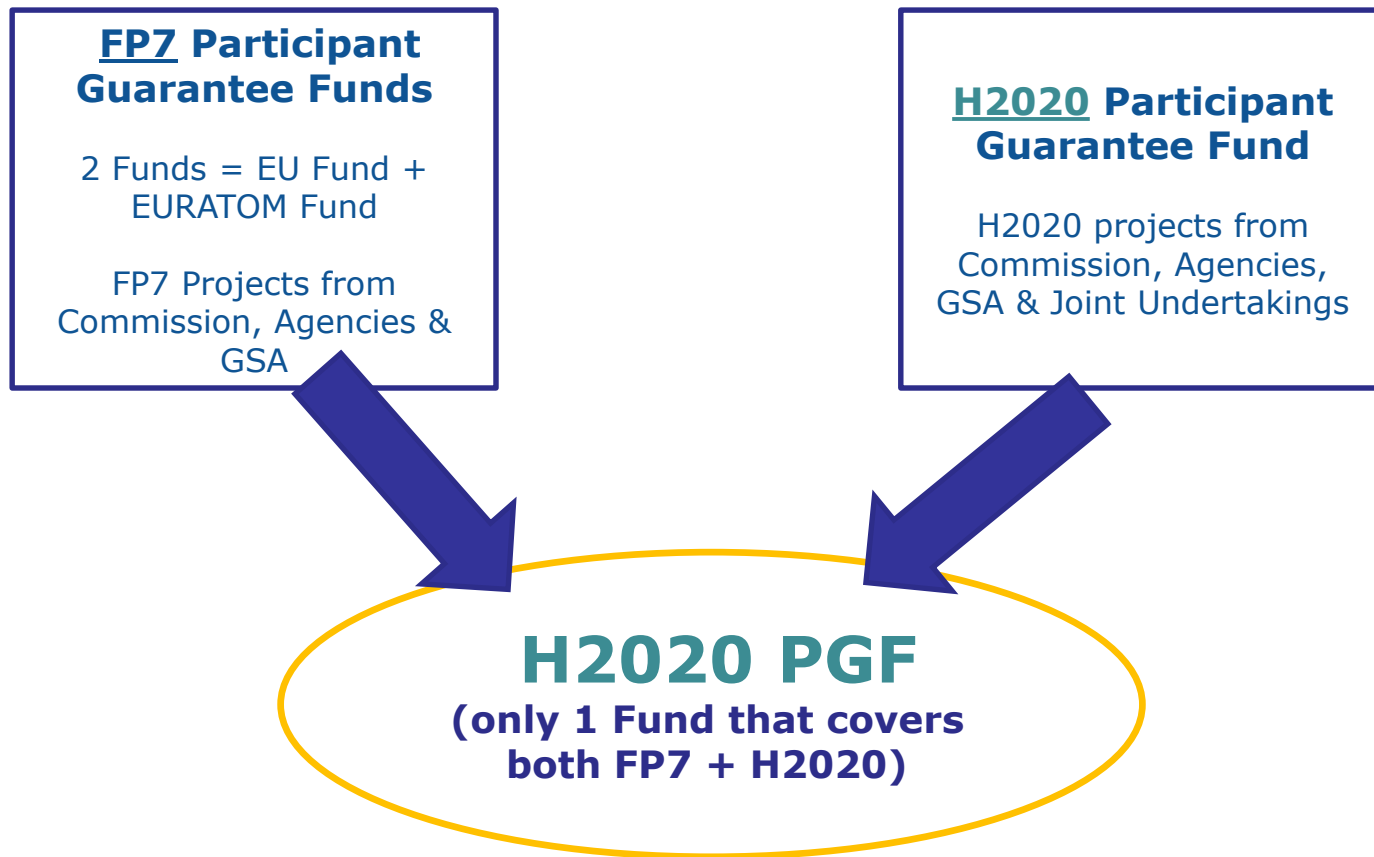 FP7 Participant
Guarantee Funds
2 Funds = EU Fund +
EURATOM Fund
FP7 Projects from
Commission, Agencies &
GSA
H2020 Participant
Guarantee Fund
H2020 projects from
Commission, Agencies,
GSA & Joint Undertakings
H2020 PGF
(only 1 Fund that covers
both FP7 + H2020)